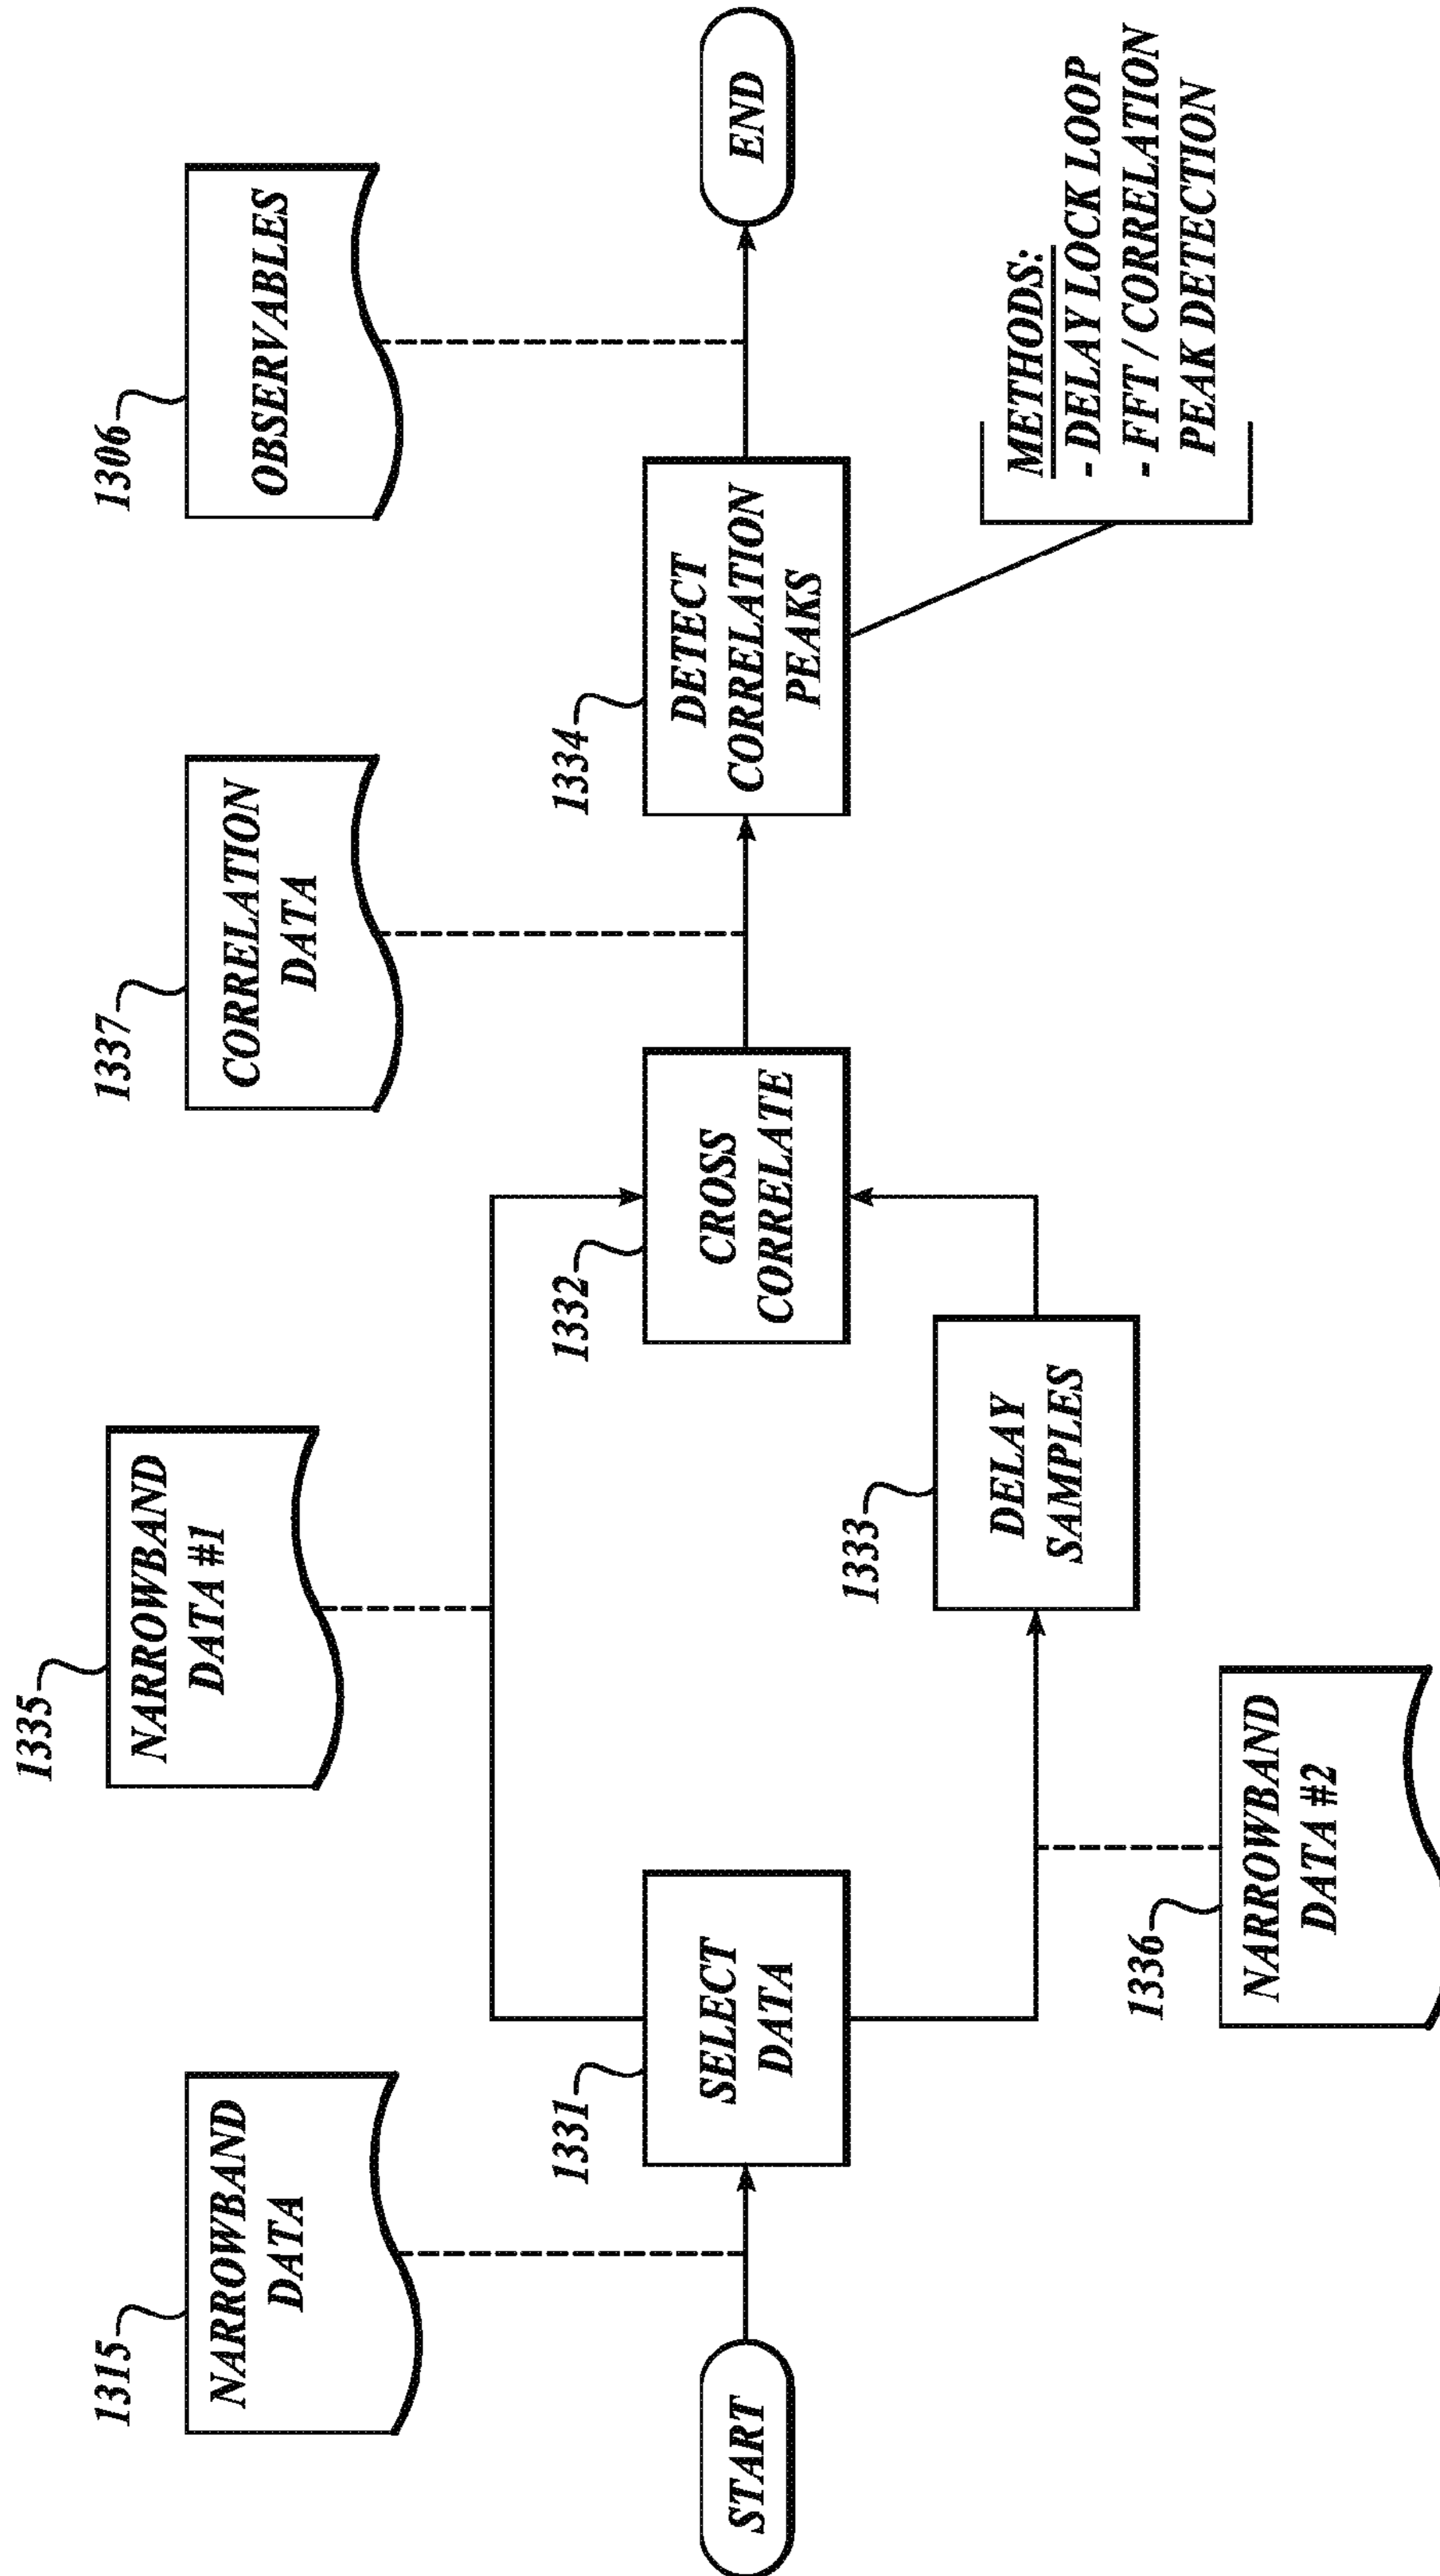 START
1315
NARROWBAND
DATA
1331
SELECT
DATA
1335
NARROWBAND
DATA #1
1336
NARROWBAND
DATA #2
1333
DELAY
SAMPLES
1332
CROSS
CORRELATE
1337
CORRELATION
DATA
1334
DETECT
CORRELATION
PEAKS
METHODS:
- DELAY LOCK LOOP
- FFT / CORRELATION
PEAK DETECTION
1306
OBSERVABLES
END